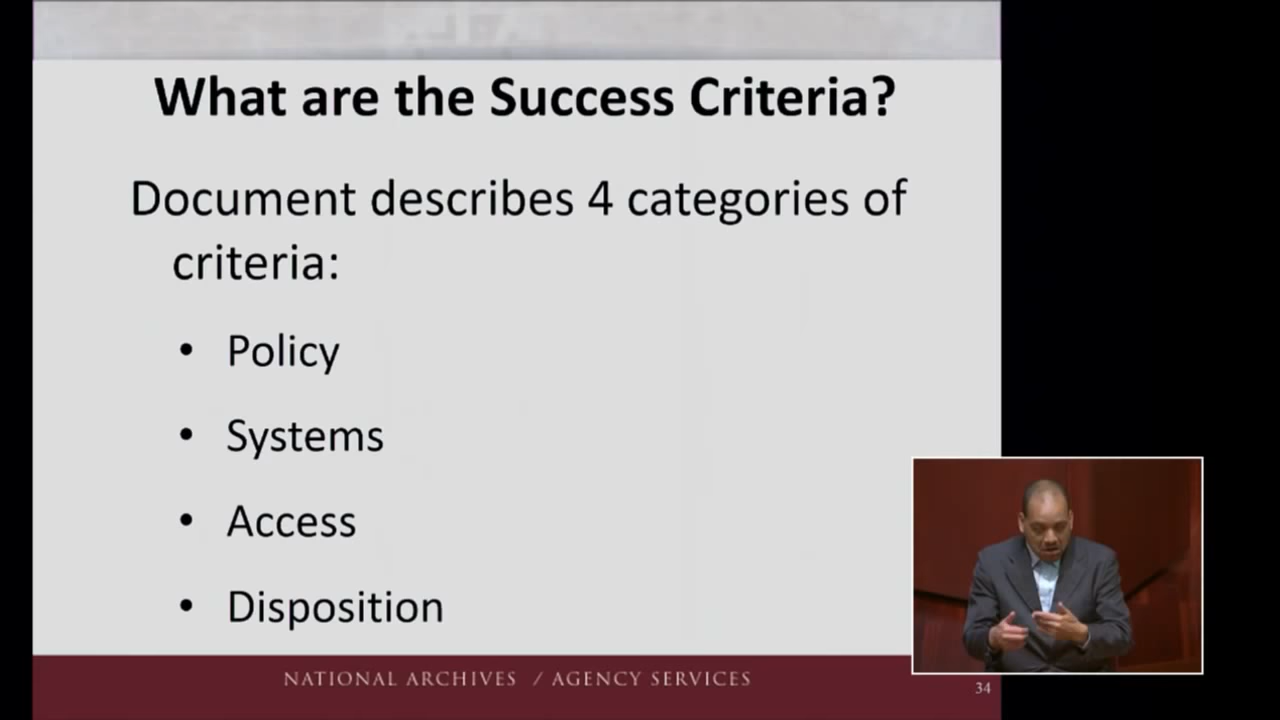 What are the Success Criteria?
Document describes 4 categories of
criteria:
• Policy
• Systems
• Access
• Disposition
NATIONAL ARCHIVES / AGENCY SERVICES
34